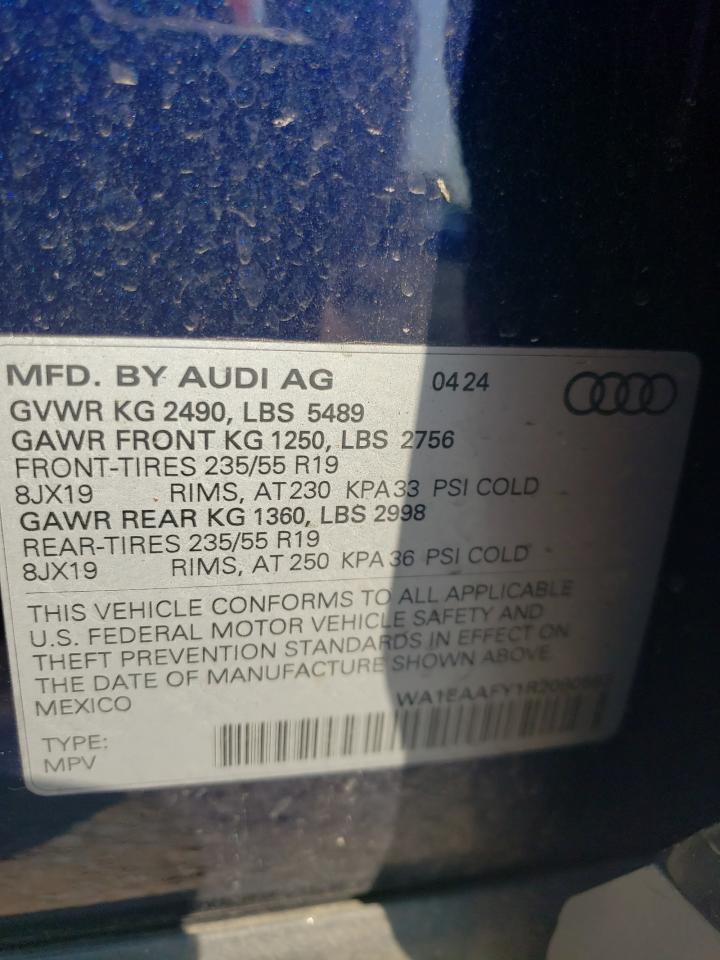 MFD. BY AUDI AG 0424
GVWR KG 2490, LBS 5489
GAWR FRONT KG 1250, LBS 2756
FRONT-TIRES 235/55 R19
8JX19 RIMS, AT 230 KPA 33 PSI COLD
GAWR REAR KG 1360, LBS 2998
REAR-TIRES 235/55 R19
8JX19 RIMS, AT 250 KPA 36 PSI COLD
THIS VEHICLE CONFORMS TO ALL APPLICABLE
U.S. FEDERAL MOTOR VEHICLE SAFETY AND
THEFT PREVENTION STANDARDS IN EFFECT ON
THE DATE OF MANUFACTURE SHOWN ABOVE.
MEXICO
TYPE:
MPV